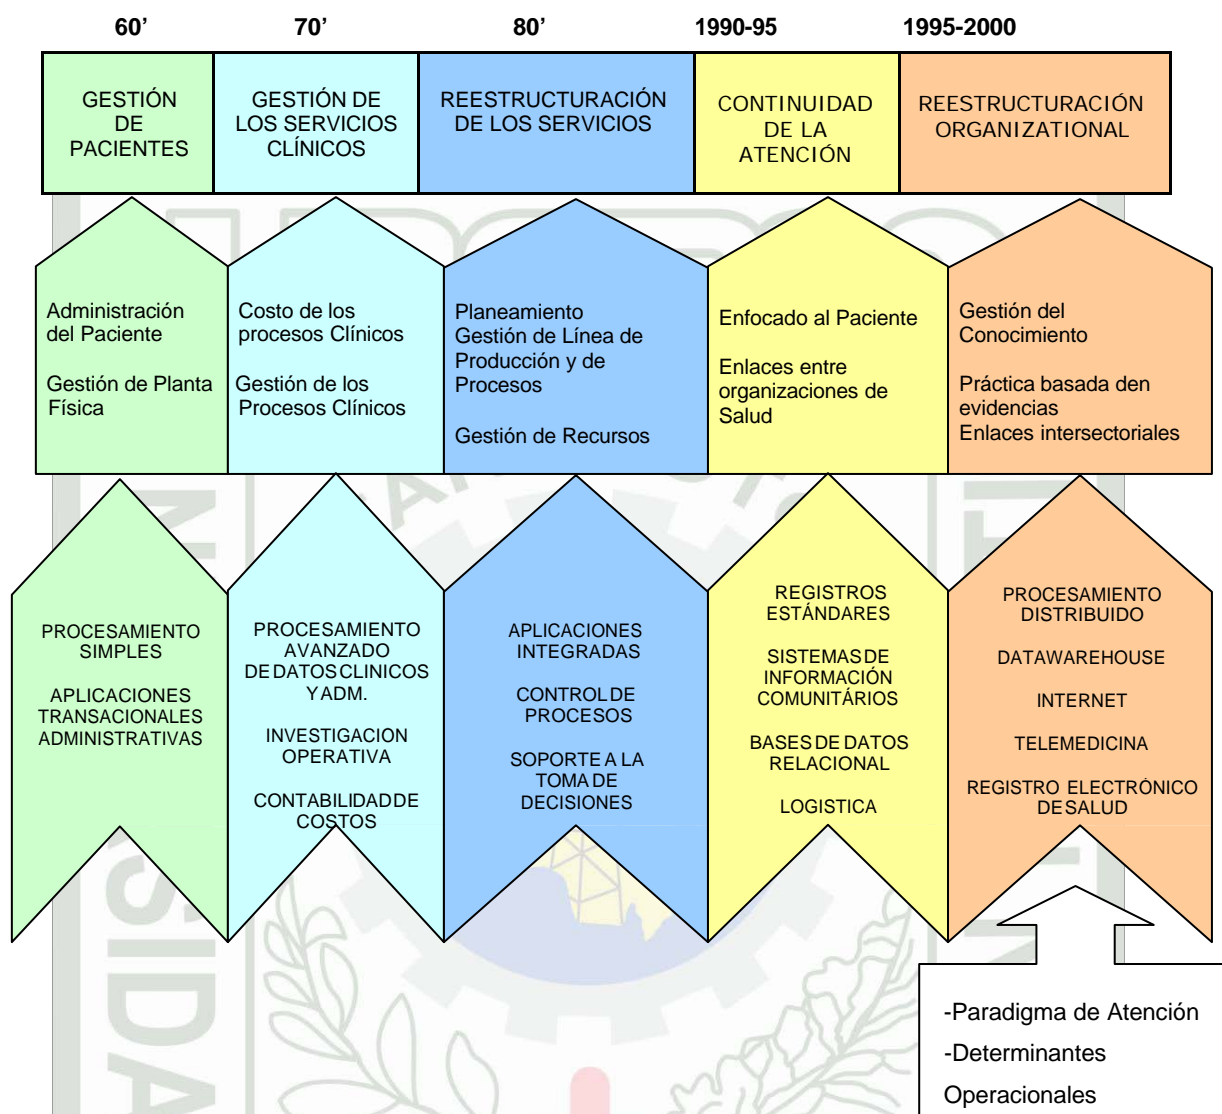 60’ 70’ 80’ 1990-95 1995-2000
GESTIÓN
DE
PACIENTES
GESTIÓN DE
LOS SERVICIOS
CLÍNICOS
REESTRUCTURACIÓN
DE LOS SERVICIOS
CONTINUIDAD
DE LA
ATENCIÓN
REESTRUCTURACIÓN
ORGANIZATIONAL
Administración
del Paciente
Gestión de Planta
Física
Costo de los
procesos Clínicos
Gestión de los
Procesos Clínicos
Planeamiento
Gestión de Línea de
Producción y de
Procesos
Gestión de Recursos
Enfocado al Paciente
Enlaces entre
organizaciones de
Salud
Gestión del
Conocimiento
Práctica basada den
evidencias
Enlaces intersectoriales
PROCESAMIENTO
SIMPLES
APLICACIONES
TRANSACIONALES
ADMINISTRATIVAS
PROCESAMIENTO
AVANZADO
DE DATOS CLINICOS
Y ADM.
INVESTIGACION
OPERATIVA
CONTABILIDAD DE
COSTOS
APLICACIONES
INTEGRADAS
CONTROL DE
PROCESOS
SOPORTE A LA
TOMA DE
DECISIONES
REGISTROS
ESTÁNDARES
SISTEMAS DE
INFORMACIÓN
COMUNITÁRIOS
BASES DE DATOS
RELACIONAL
LOGISTICA
PROCESAMIENTO
DISTRIBUIDO
DATAWAREHOUSE
INTERNET
TELEMEDICINA
REGISTRO ELECTRÓNICO
DE SALUD
-Paradigma de Atención
-Determinantes
Operacionales